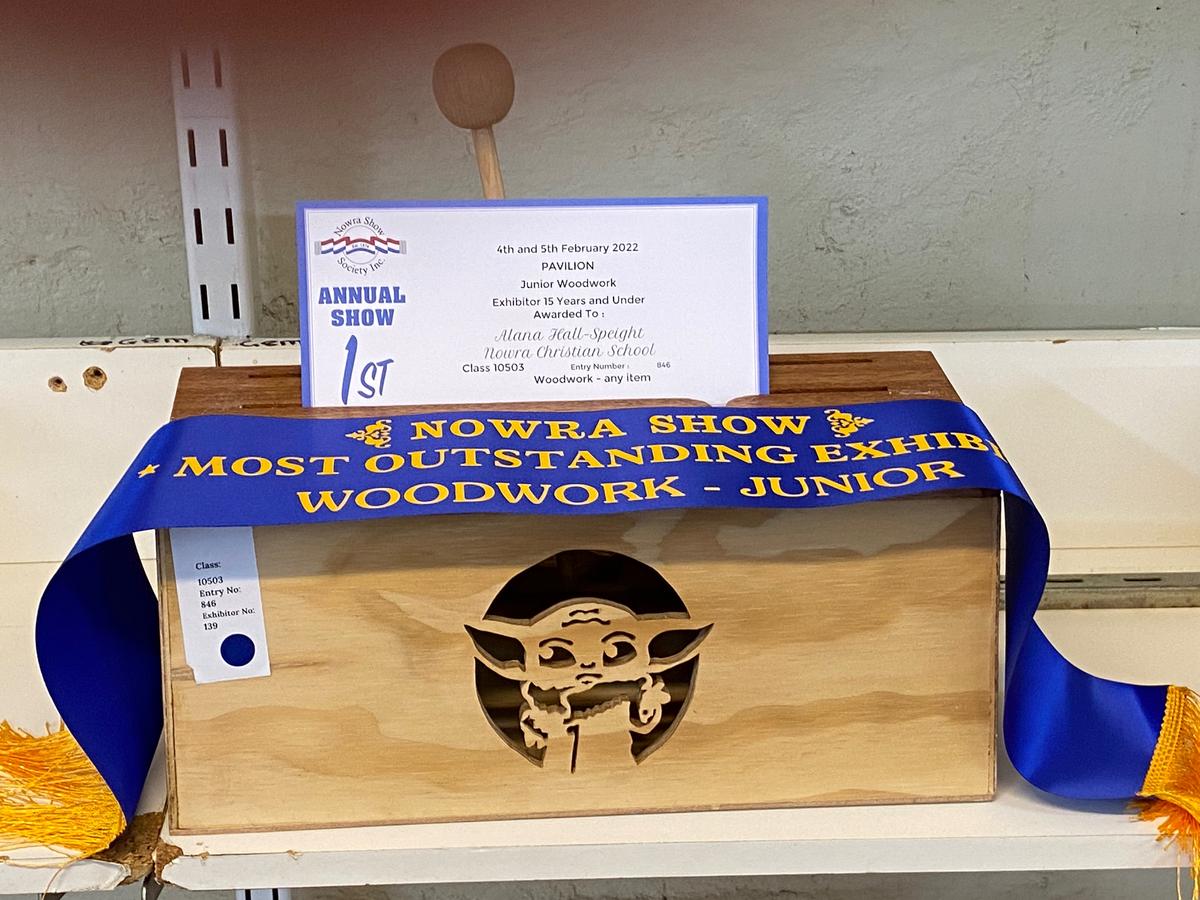 Nowra Show
Society Inc.
ANNUAL
SHOW
1ST
4th and 5th February 2022
PAVILION
Junior Woodwork
Exhibitor 15 Years and Under
Awarded To :
Alana Hall-Speight
Nowra Christian School
Class 10503 Entry Number : 846
Woodwork - any item
NOWRA SHOW
MOST OUTSTANDING EXHIBI
WOODWORK - JUNIOR
Class:
10503
Entry No:
846
Exhibitor No:
139